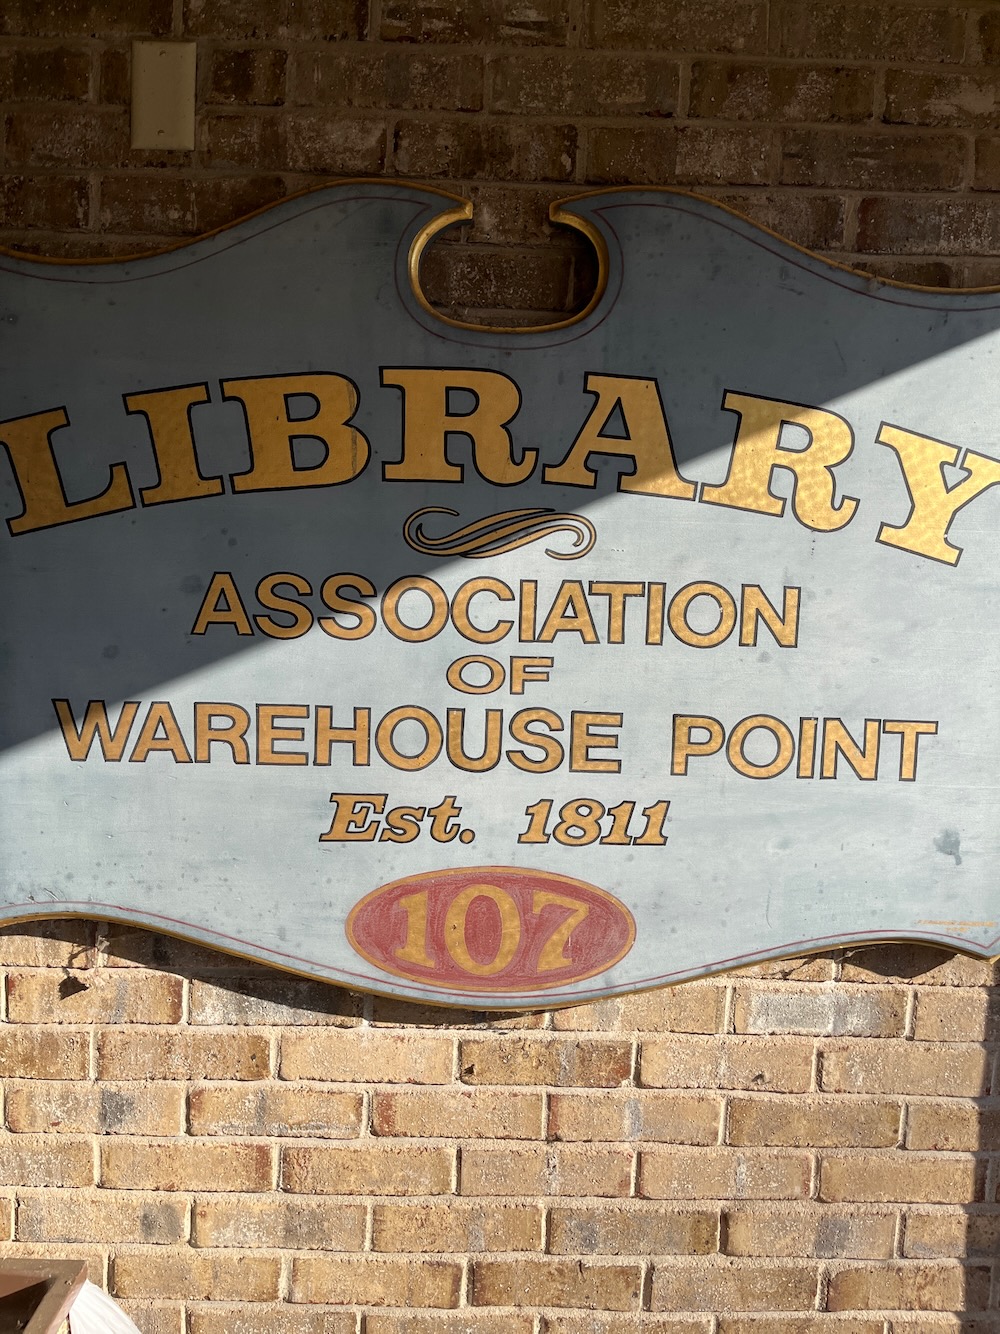 LIBRARY
ASSOCIATION
OF
WAREHOUSE POINT
Est. 1811
107